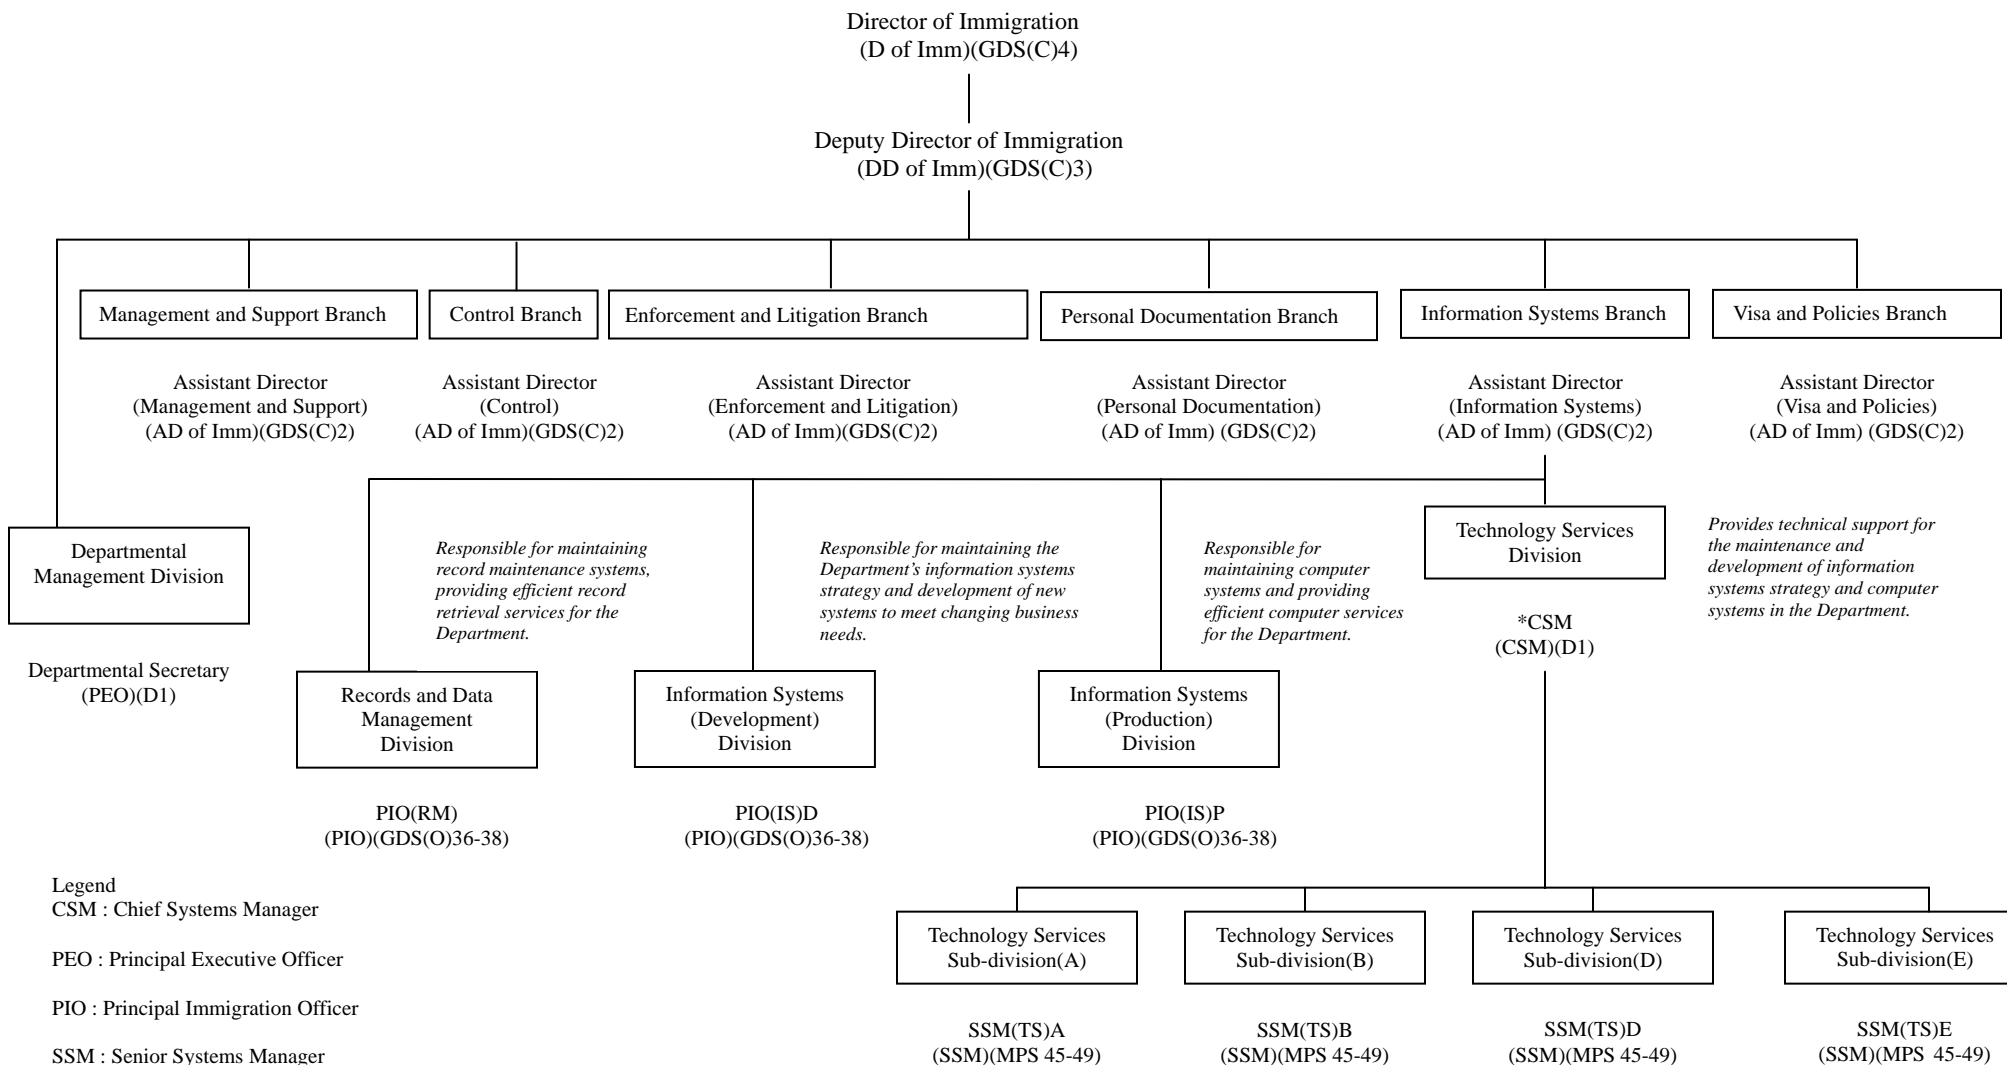 Director of Immigration
(D of Imm)(GDS(C)4)
Deputy Director of Immigration
(DD of Imm)(GDS(C)3)
Management and Support Branch
Control Branch
Enforcement and Litigation Branch
Personal Documentation Branch
Information Systems Branch
Visa and Policies Branch
Assistant Director
(Management and Support)
(AD of Imm)(GDS(C)2)
Assistant Director
(Control)
(AD of Imm)(GDS(C)2)
Assistant Director
(Enforcement and Litigation)
(AD of Imm)(GDS(C)2)
Assistant Director
(Personal Documentation)
(AD of Imm) (GDS(C)2)
Assistant Director
(Information Systems)
(AD of Imm) (GDS(C)2)
Assistant Director
(Visa and Policies)
(AD of Imm) (GDS(C)2)
Departmental
Management Division
Departmental Secretary
(PEO)(D1)
Responsible for maintaining
record maintenance systems,
providing efficient record
retrieval services for the
Department.
Responsible for maintaining the
Department's information systems
strategy and development of new
systems to meet changing business
needs.
Responsible for
maintaining computer
systems and providing
efficient computer services
for the Department.
Technology Services
Division
*CSM
(CSM)(D1)
Provides technical support for
the maintenance and
development of information
systems strategy and computer
systems in the Department.
Records and Data
Management
Division
PIO(RM)
(PIO)(GDS(O)36-38)
Information Systems
(Development)
Division
PIO(IS)D
(PIO)(GDS(O)36-38)
Information Systems
(Production)
Division
PIO(IS)P
(PIO)(GDS(O)36-38)
Legend
CSM : Chief Systems Manager
PEO : Principal Executive Officer
PIO : Principal Immigration Officer
SSM : Senior Systems Manager
Technology Services
Sub-division(A)
SSM(TS)A
(SSM)(MPS 45-49)
Technology Services
Sub-division(B)
SSM(TS)B
(SSM)(MPS 45-49)
Technology Services
Sub-division(D)
SSM(TS)D
(SSM)(MPS 45-49)
Technology Services
Sub-division(E)
SSM(TS)E
(SSM)(MPS 45-49)